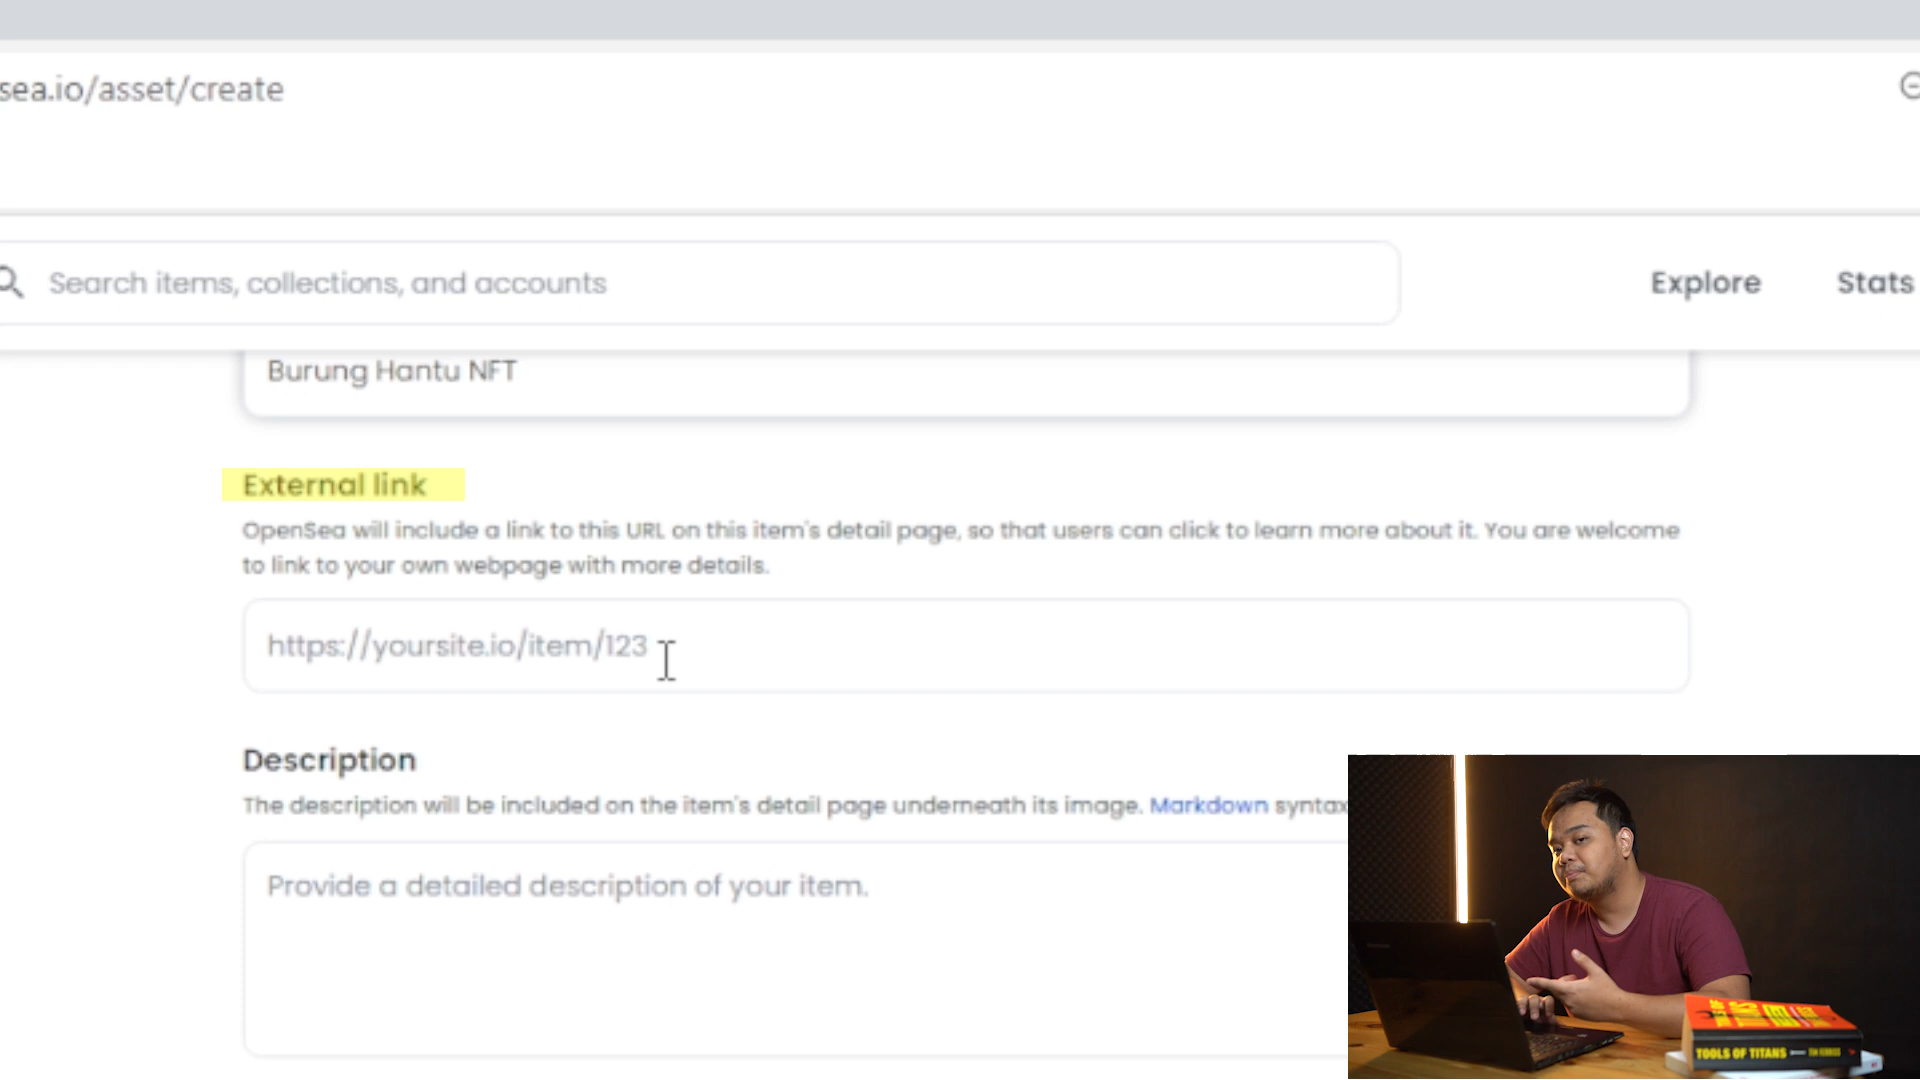 sea.io/asset/create
Search items, collections, and accounts
Explore
Stats
Burung Hantu NFT
External link
OpenSea will include a link to this URL on this item's detail page, so that users can click to learn more about it. You are welcome
to link to your own webpage with more details.
https://yoursite.io/item/123
Description
The description will be included on the item's detail page underneath its image. Markdown syntax
Provide a detailed description of your item.
TOOLS OF TITANS